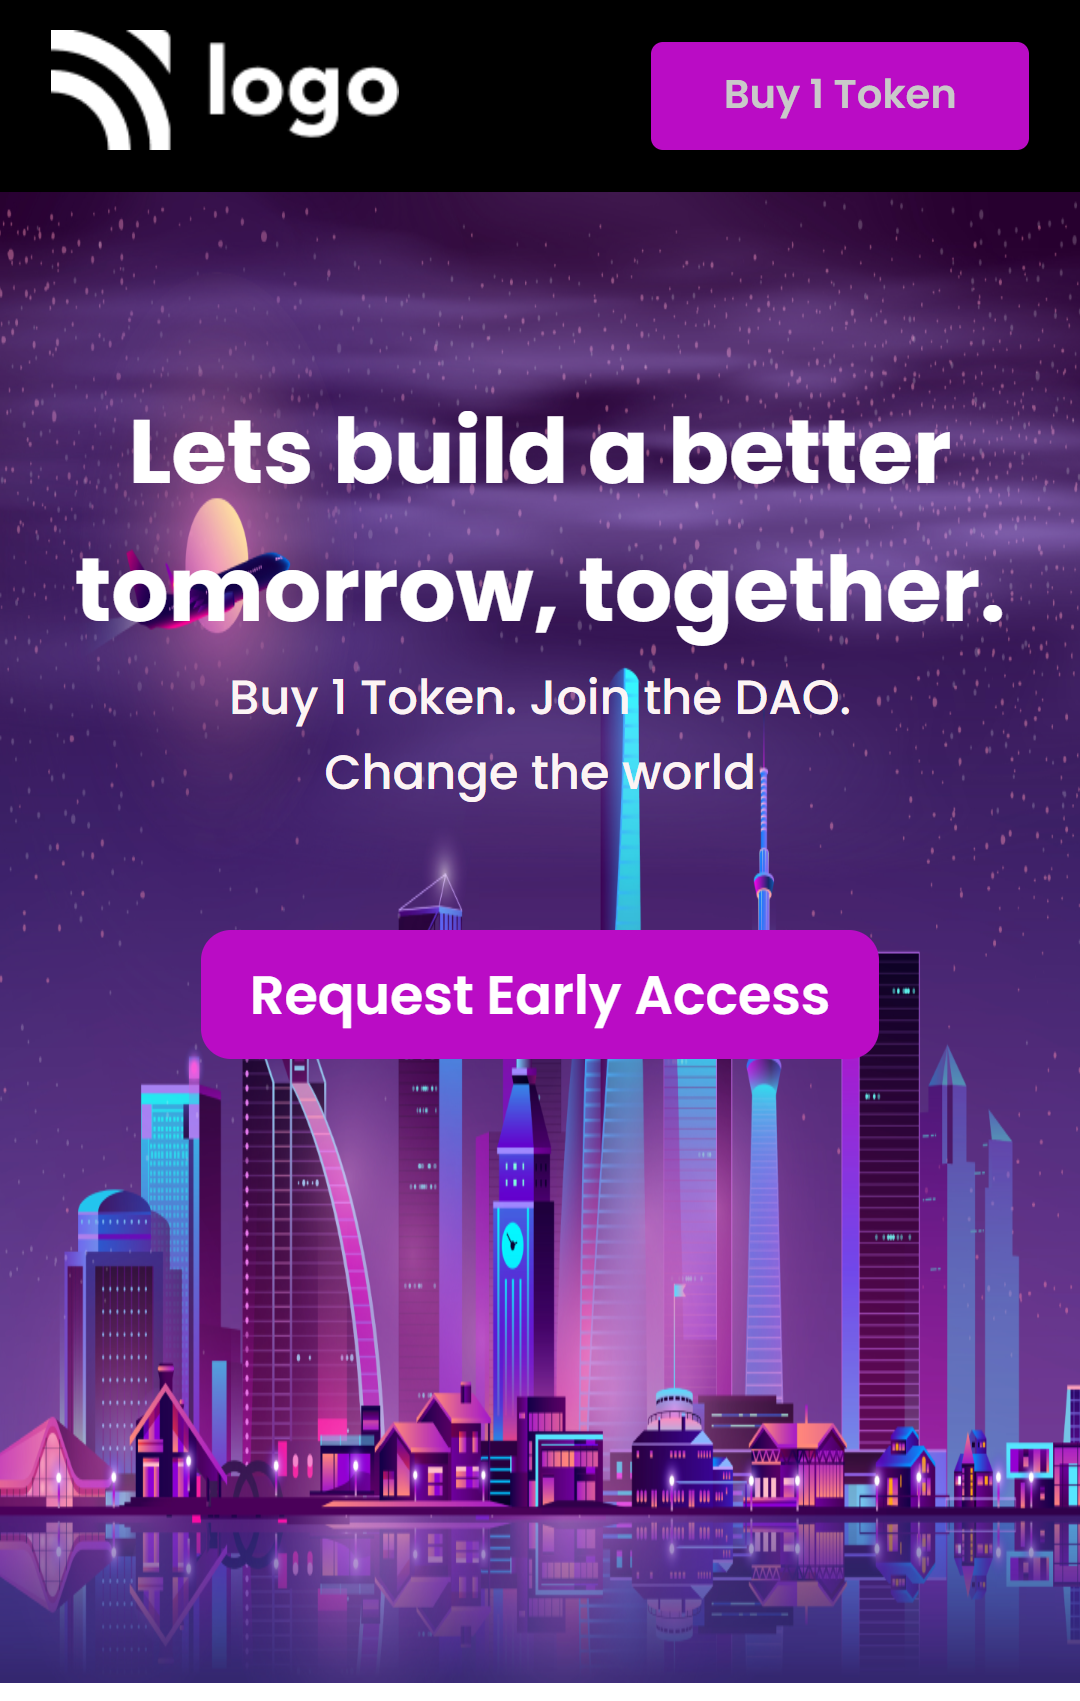 logo
Buy 1 Token
Lets build a better
tomorrow, together.
Buy 1 Token. Join the DAO.
Change the world
Request Early Access